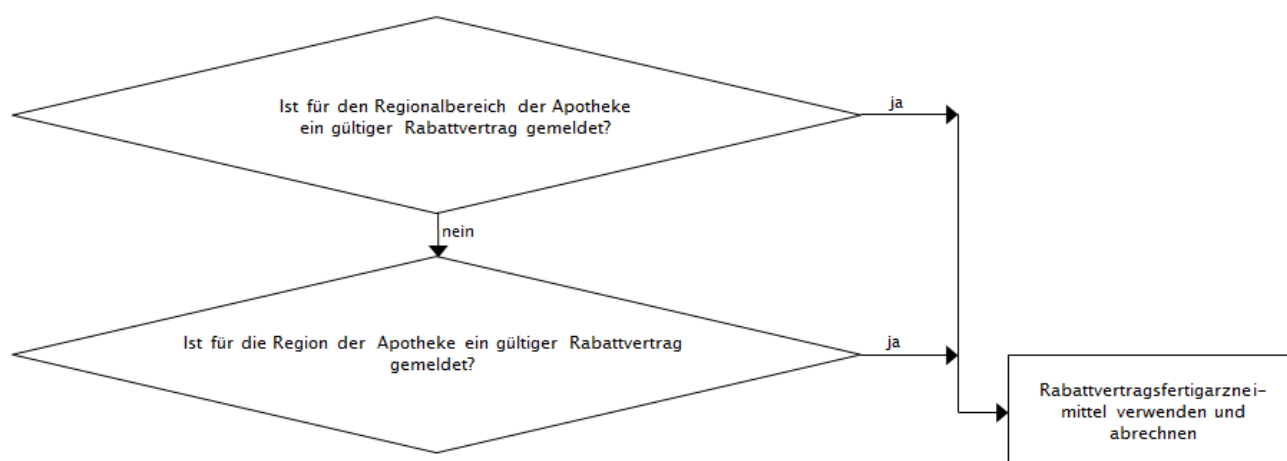 Ist für den Regionalbereich der Apotheke
ein gültiger Rabattvertrag gemeldet?
ja
nein
Ist für die Region der Apotheke ein gültiger Rabattvertrag
gemeldet?
ja
Rabattvertragsfertigarznei-
mittel verwenden und
abrechnen